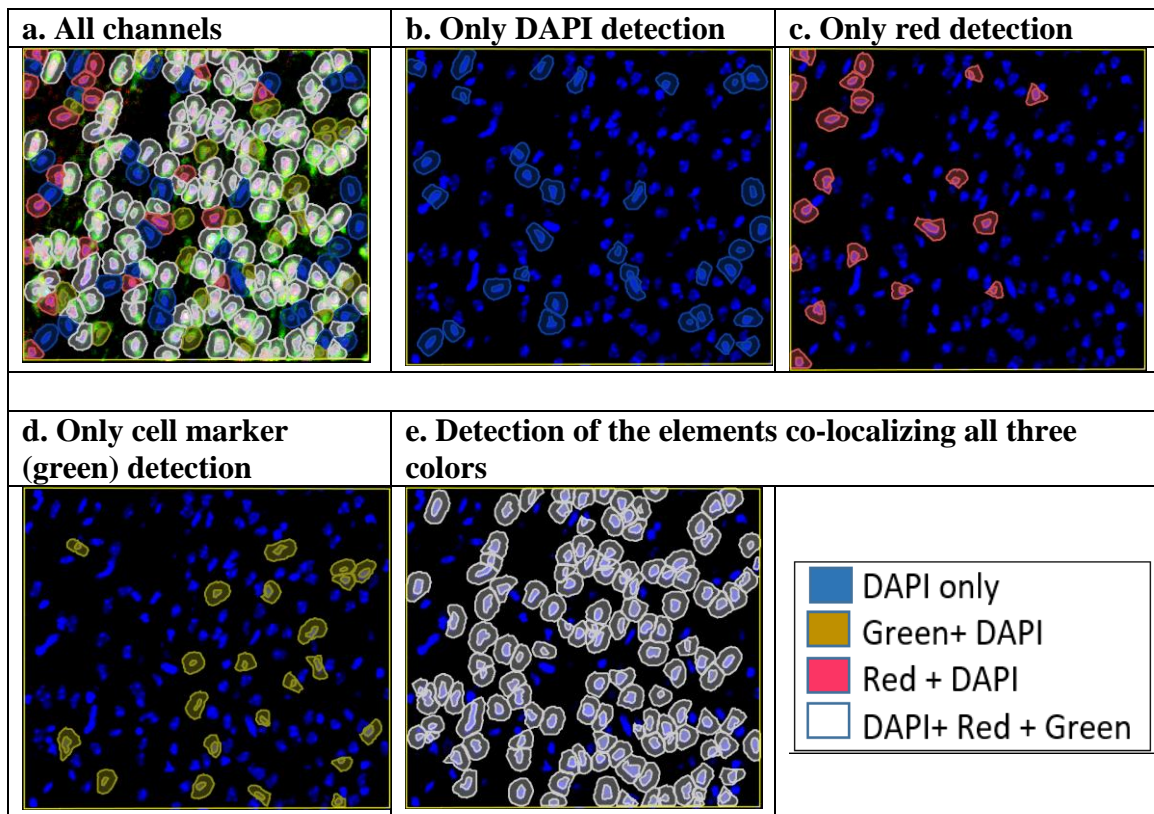 a. All channels
b. Only DAPI detection
c. Only red detection
d. Only cell marker
(green) detection
e. Detection of the elements co-localizing all three
colors
DAPI only
Green+ DAPI
Red + DAPI
DAPI+ Red + Green